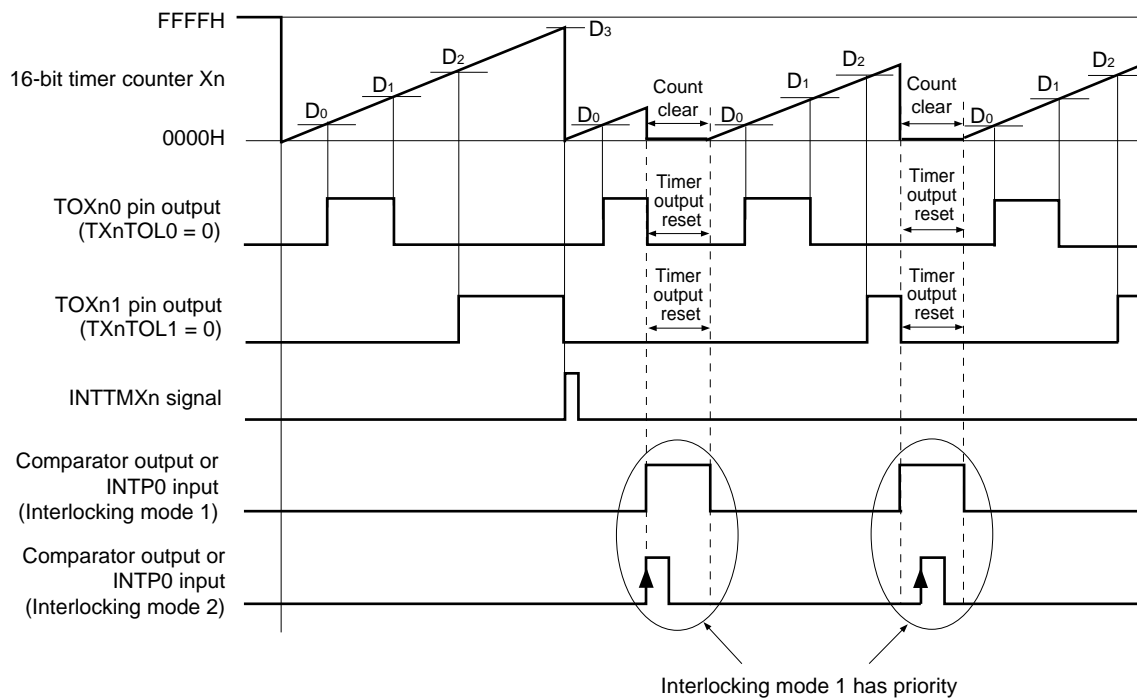 FFFFH
16-bit timer counter Xn
0000H
D0
D1
D2
D3
D0
Count
clear
D0
D1
D2
Count
clear
D0
D1
D2
TOXn0 pin output
(TXnTOL0 = 0)
Timer
output
reset
Timer
output
reset
TOXn1 pin output
(TXnTOL1 = 0)
Timer
output
reset
Timer
output
reset
INTTMXn signal
Comparator output or
INTP0 input
(Interlocking mode 1)
Comparator output or
INTP0 input
(Interlocking mode 2)
Interlocking mode 1 has priority